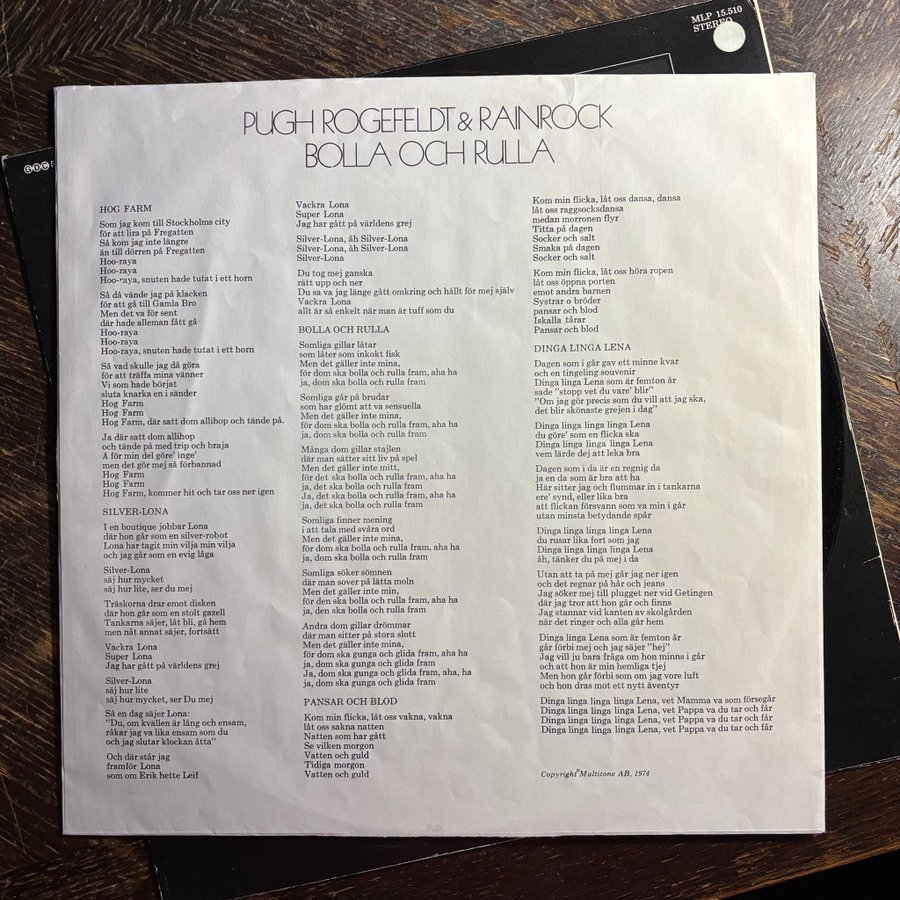 MLP 15.510
STEREO
GDC
PUGH ROGEFELDT & RAINROCK
BOLLA OCH RULLA
HOG FARM
Som jag kom till Stockholms city
för att lira på Fregatten
Så kom jag inte längre
än till dörren på Fregatten
Hoo-raya
Hoo-raya
Hoo-raya, snuten hade tutat i ett horn
Så då vände jag på klacken
för att gå till Gamla Bro
Men det va för sent
där hade alleman fått gå
Hoo-raya
Hoo-raya
Hoo-raya, snuten hade tutat i ett horn
Så vad skulle jag då göra
för att träffa mina vänner
Vi som hade börjat
sluta knarka en i sänder
Hog Farm
Hog Farm
Hog Farm, där satt dom allihop och tände på.
Ja där satt dom allihop
och tände på med trip och braja
A för min del göre' inge'
men det gör mej så förbannad
Hog Farm
Hog Farm
Hog Farm, kommer hit och tar oss ner igen
SILVER-LONA
I en boutique jobbar Lona
där hon går som en silver-robot
Lona har tagit min vilja min vilja
och jag går som en evig låga
Silver-Lona
säj hur mycket
säj hur lite, ser du mej
Träskorna drar emot disken
där hon går som en stolt gazell
Tankarna säjer, låt bli, gå hem
men nåt annat säjer, fortsätt
Vackra Lona
Super Lona
Jag har gått på världens grej
Silver-Lona
säj hur lite
säj hur mycket, ser Du mej
Så en dag säjer Lona:
"Du, om kvällen är lång och ensam,
råkar jag va lika ensam som du
och jag slutar klockan åtta"
Och där står jag
framför Lona
som om Erik hette Leif
Vackra Lona
Super Lona
Jag har gått på världens grej
Silver-Lona, åh Silver-Lona
Silver-Lona, åh Silver-Lona
Silver-Lona
Du tog mej ganska
rätt upp och ner
Du sa va jag länge gått omkring och hållt för mej själv
Vackra Lona
allt är så enkelt när man är tuff som du
BOLLA OCH RULLA
Somliga gillar låtar
som låter som inkokt fisk
Men det gäller inte mina,
för dom ska bolla och rulla fram, aha ha
ja, dom ska bolla och rulla fram
Somliga går på brudar
som har glömt att va sensuella
Men det gäller inte mina,
för dom ska bolla och rulla fram, aha ha
ja, dom ska bolla och rulla fram
Många dom gillar stajlen
där man sätter sitt liv på spel
Men det gäller inte mitt,
för det ska bolla och rulla fram, aha ha
ja, det ska bolla och rulla fram
Ja, det ska bolla och rulla fram, aha ha
ja, det ska bolla och rulla fram
Somliga finner mening
i att tala med svåra ord
Men det gäller inte mina,
för dom ska bolla och rulla fram, aha ha
ja, dom ska bolla och rulla fram
Somliga söker sömnen
där man sover på lätta moln
Men det gäller inte min,
för den ska bolla och rulla fram, aha ha
ja, den ska bolla och rulla fram
Andra dom gillar drömmar
där man sitter på stora slott
Men det gäller inte mina,
för dom ska gunga och glida fram, aha ha
ja, dom ska gunga och glida fram
Ja, dom ska gunga och glida fram, aha ha
ja, dom ska gunga och glida fram
PANSAR OCH BLOD
Kom min flicka, låt oss vakna, vakna
låt oss sakna natten
Natten som har gått
Se vilken morgon
Vatten och guld
Tidiga morgon
Vatten och guld
Kom min flicka, låt oss dansa, dansa
låt oss raggsocksdansa
medan morronen flyr
Titta på dagen
Socker och salt
Smaka på dagen
Socker och salt
Kom min flicka, låt oss höra ropen
låt oss öppna porten
emot andra barnen
Systrar o bröder
pansar och blod
Iskalla tårar
Pansar och blod
DINGA LINGA LENA
Dagen som i går gav ett minne kvar
och en tingeling souvenir
Dinga linga Lena som är femton år
sade "stopp vet du vare' blir"
"Om jag gör precis som du vill att jag ska,
det blir skönaste grejen i dag"
Dinga linga linga linga Lena
du göre' som en flicka ska
Dinga linga linga linga Lena
vem lärde dej att leka bra
Dagen som i da är en regnig da
ja en da som är bra att ha
Här sitter jag och flummar in i tankarna
ere' synd, eller lika bra
att flickan försvann som va min i går
utan minsta betydande spår
Dinga linga linga linga Lena
du rusar lika fort som jag
Dinga linga linga linga Lena
åh, tänker du på mej i da
Utan att ta på mej går jag ner igen
och det regnar på hår och jeans
Jag söker mej till plugget ner vid Getingen
där jag tror att hon går och finns
Jag stannar vid kanten av skolgården
när det ringer och alla går hem
Dinga linga Lena som är femton år
går förbi mej och jag säjer "hej"
Jag vill ju bara fråga om hon minns i går
och att hon är min hemliga tjej
Men hon går förbi som om jag vore luft
och hon dras mot ett nytt äventyr
Dinga linga linga linga Lena, vet Mamma va som försegår
Dinga linga linga linga Lena, vet Pappa va du tar och får
Dinga linga linga linga Lena, vet Pappa va du tar och får
Dinga linga linga linga Lena, vet Pappa va du tar och får
Copyright Multitone AB, 1974